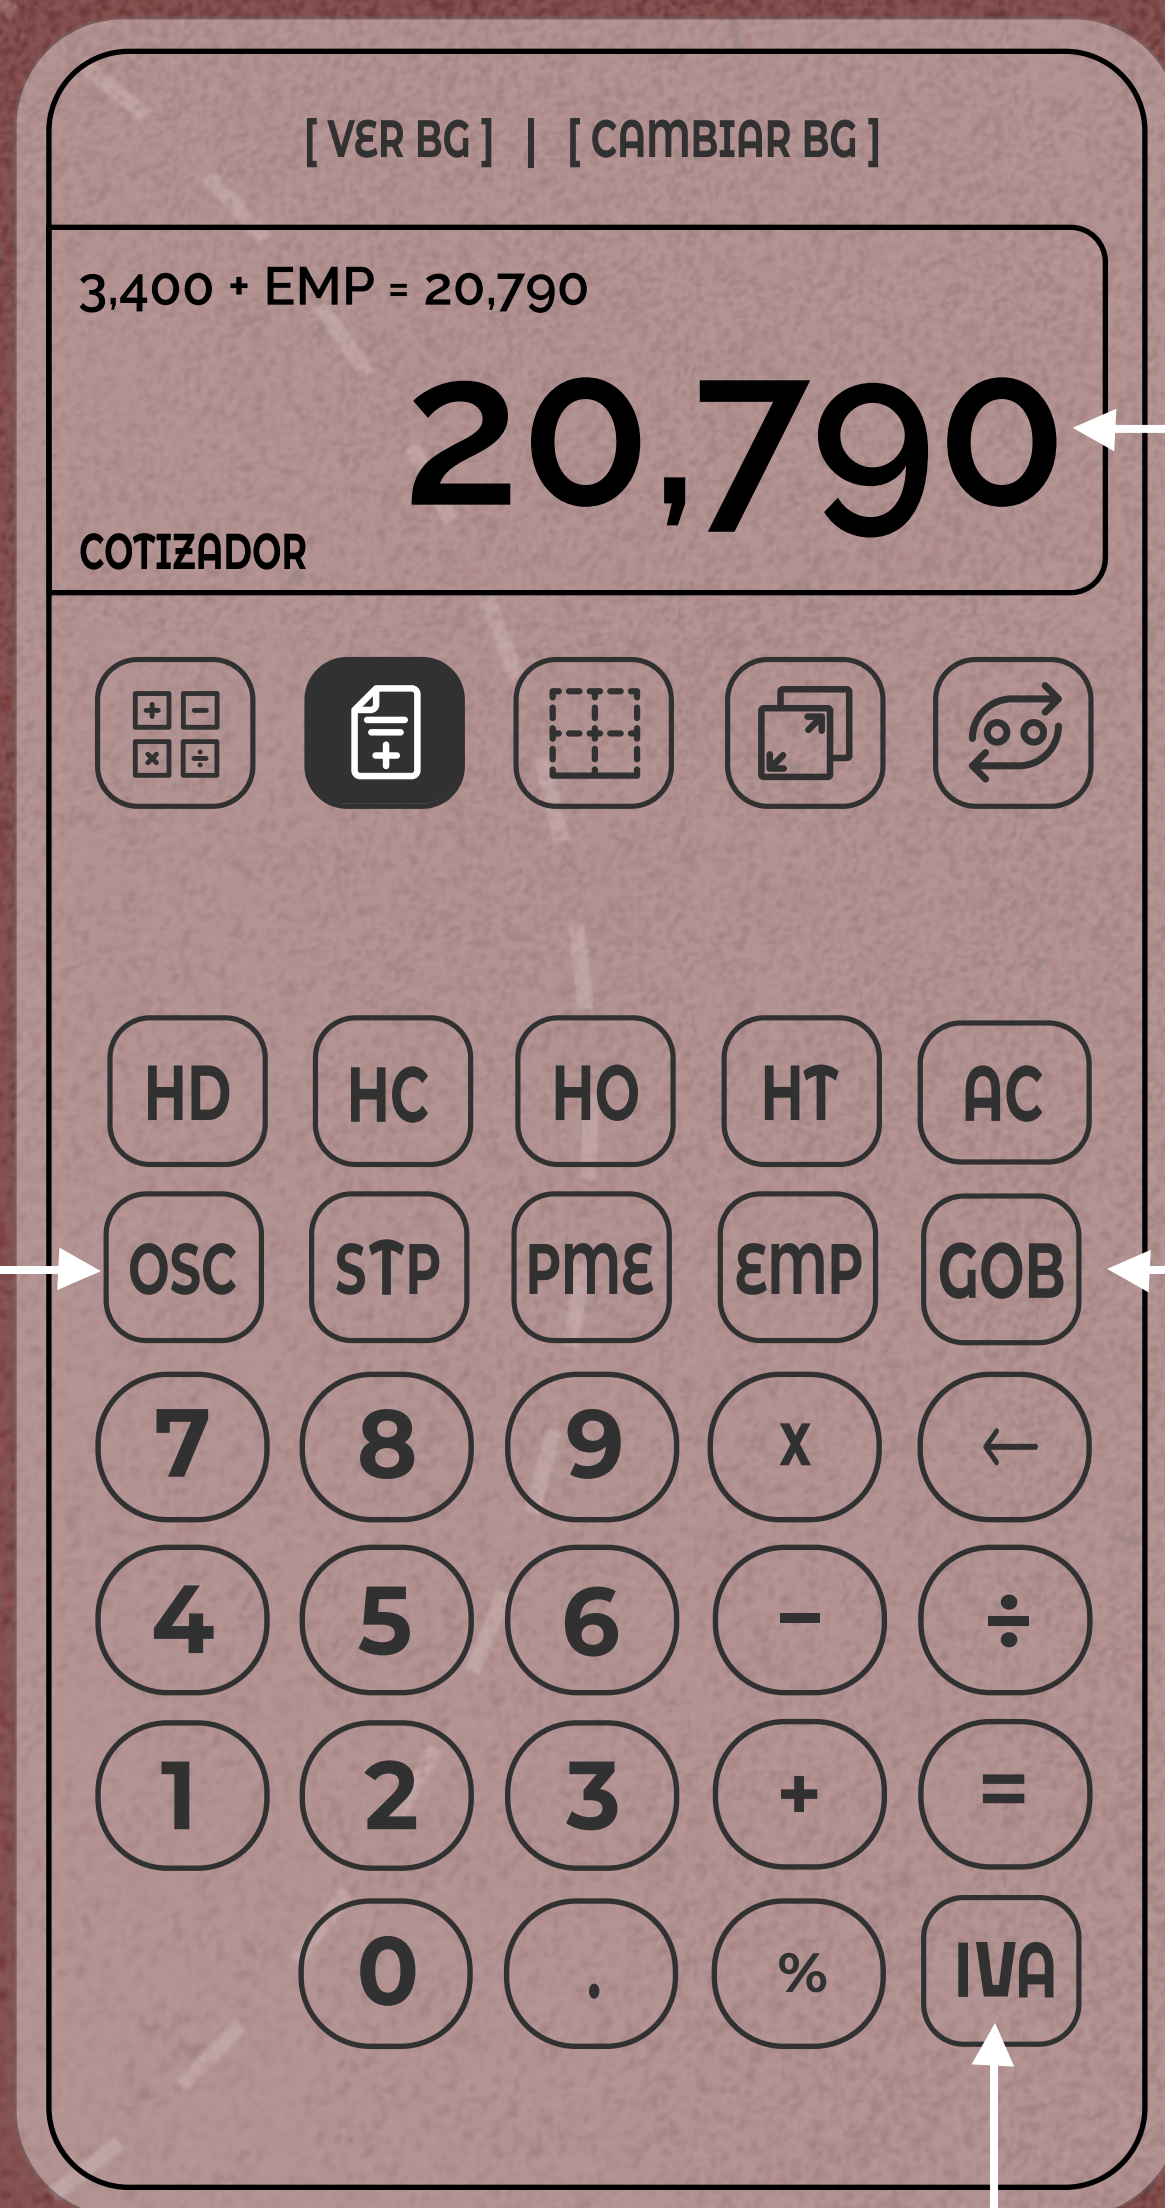 [ VER BG ] | [ CAMBIAR BG ]
3,400 + EMP = 20,790
20,790
COTIZADOR
+ −
× ÷
HD HC HO HT AC
OSC STP PME EMP GOB
7 8 9 X ←
4 5 6 − ÷
1 2 3 + =
0 . % IVA